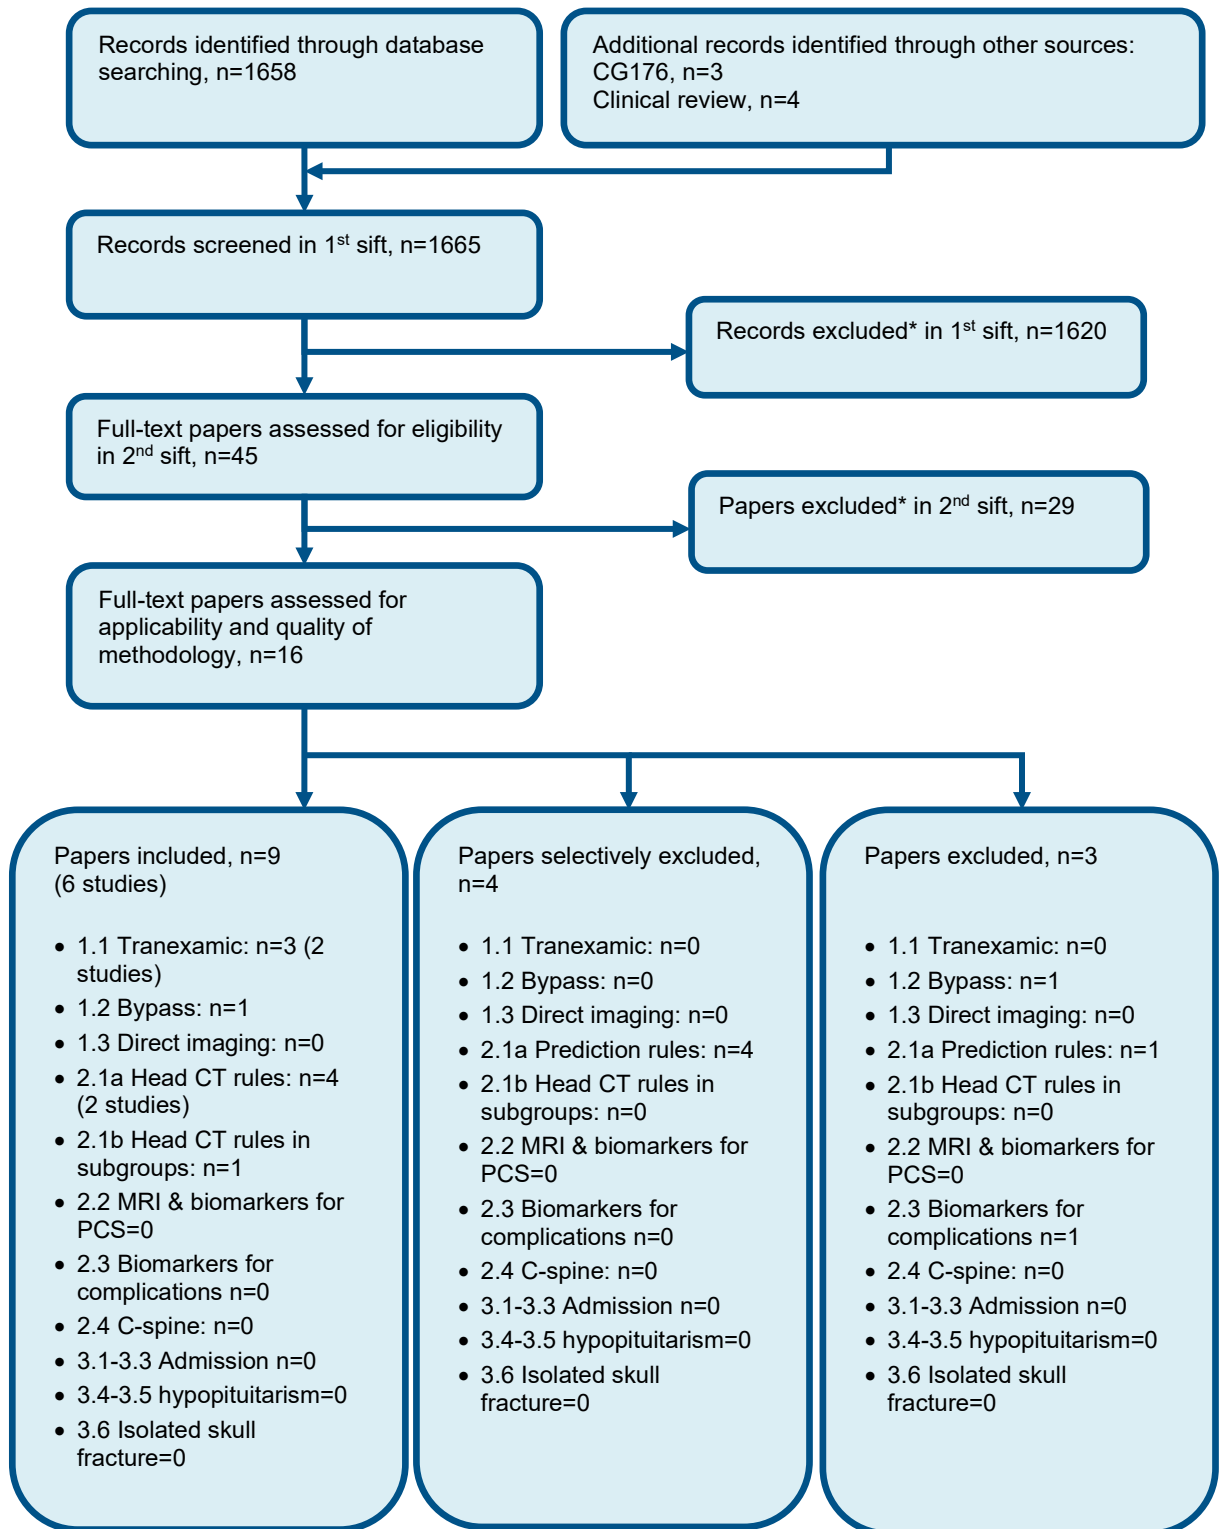 Records identified through database
searching, n=1658
Additional records identified through other sources:
CG176, n=3
Clinical review, n=4
Records screened in 1st sift, n=1665
Records excluded* in 1st sift, n=1620
Full-text papers assessed for eligibility
in 2nd sift, n=45
Papers excluded* in 2nd sift, n=29
Full-text papers assessed for
applicability and quality of
methodology, n=16
Papers included, n=9
(6 studies)
• 1.1 Tranexamic: n=3 (2
studies)
• 1.2 Bypass: n=1
• 1.3 Direct imaging: n=0
• 2.1a Head CT rules: n=4
(2 studies)
• 2.1b Head CT rules in
subgroups: n=1
• 2.2 MRI & biomarkers for
PCS=0
• 2.3 Biomarkers for
complications n=0
• 2.4 C-spine: n=0
• 3.1-3.3 Admission n=0
• 3.4-3.5 hypopituitarism=0
• 3.6 Isolated skull
fracture=0
Papers selectively excluded,
n=4
• 1.1 Tranexamic: n=0
• 1.2 Bypass: n=0
• 1.3 Direct imaging: n=0
• 2.1a Prediction rules: n=4
• 2.1b Head CT rules in
subgroups: n=0
• 2.2 MRI & biomarkers for
PCS=0
• 2.3 Biomarkers for
complications n=0
• 2.4 C-spine: n=0
• 3.1-3.3 Admission n=0
• 3.4-3.5 hypopituitarism=0
• 3.6 Isolated skull
fracture=0
Papers excluded, n=3
• 1.1 Tranexamic: n=0
• 1.2 Bypass: n=1
• 1.3 Direct imaging: n=0
• 2.1a Prediction rules: n=1
• 2.1b Head CT rules in
subgroups: n=0
• 2.2 MRI & biomarkers for
PCS=0
• 2.3 Biomarkers for
complications n=1
• 2.4 C-spine: n=0
• 3.1-3.3 Admission n=0
• 3.4-3.5 hypopituitarism=0
• 3.6 Isolated skull
fracture=0